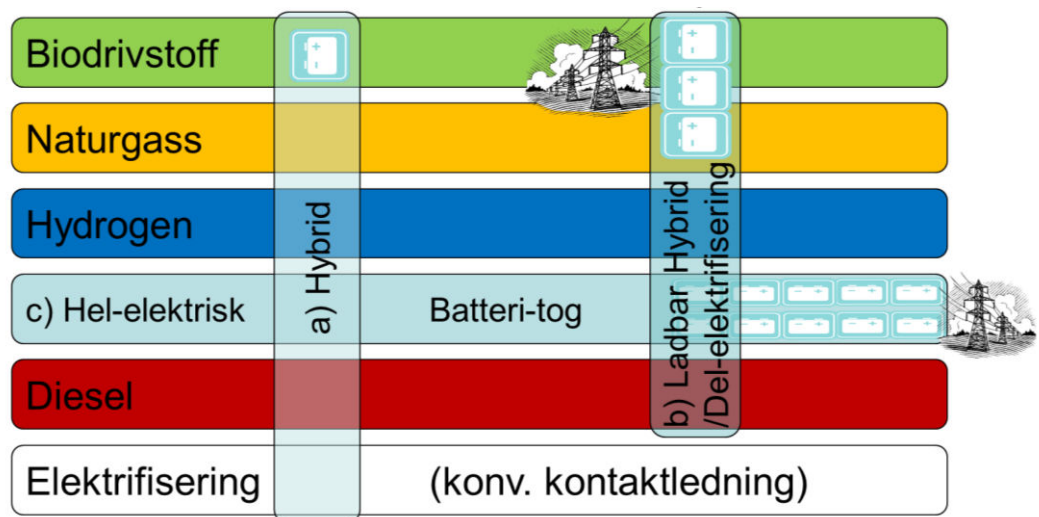 Biodrivstoff
Naturgass
Hydrogen
c) Hel-elektrisk
Batteri-tog
Diesel
Elektrifisering
(konv. kontaktledning)
a) Hybrid
b) Ladbar Hybrid
/Del-elektrifisering